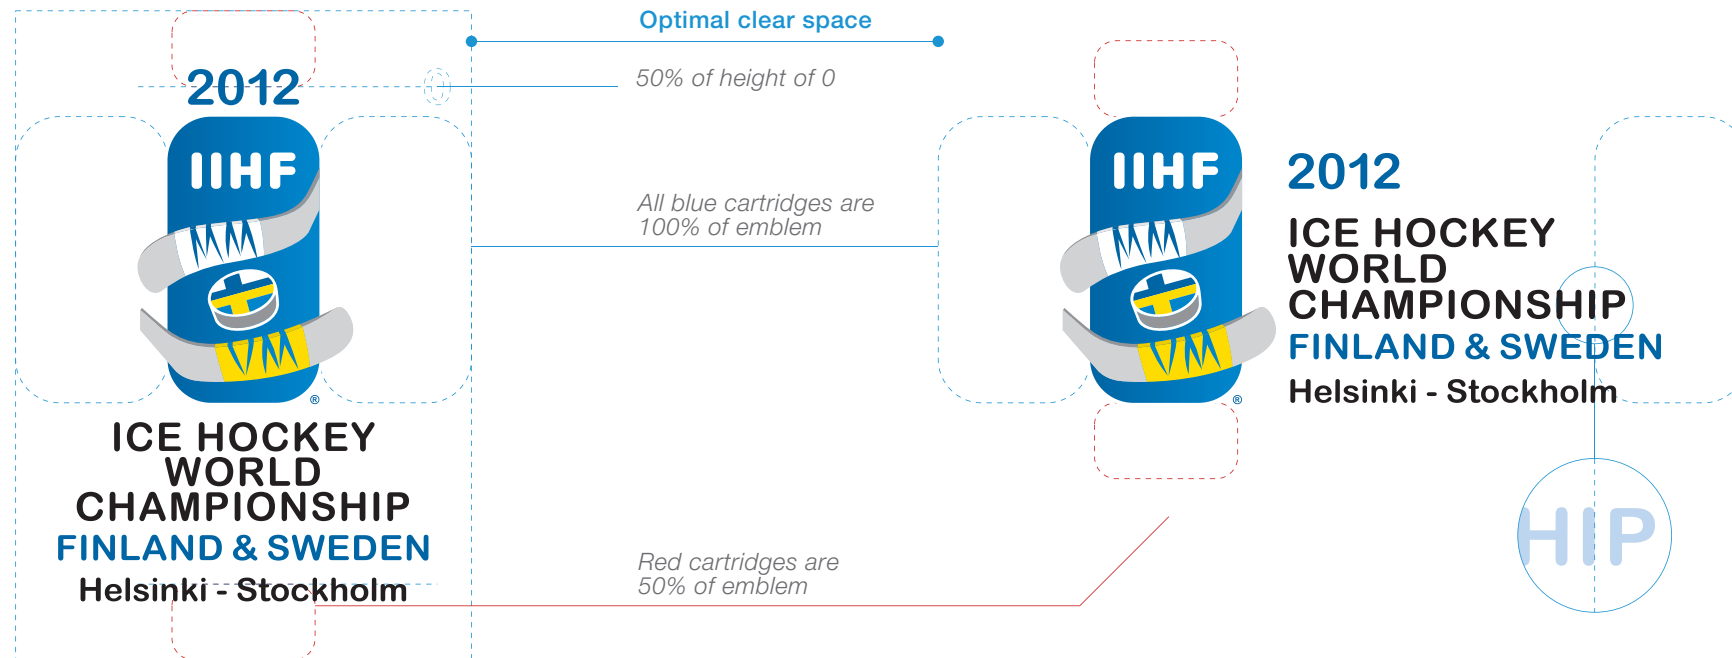 Optimal clear space
50% of height of 0
All blue cartridges are
100% of emblem
Red cartridges are
50% of emblem
2012
IIHF
®
ICE HOCKEY
WORLD
CHAMPIONSHIP
FINLAND & SWEDEN
Helsinki - Stockholm
IIHF
®
2012
ICE HOCKEY
WORLD
CHAMPIONSHIP
FINLAND & SWEDEN
Helsinki - Stockholm
HIP